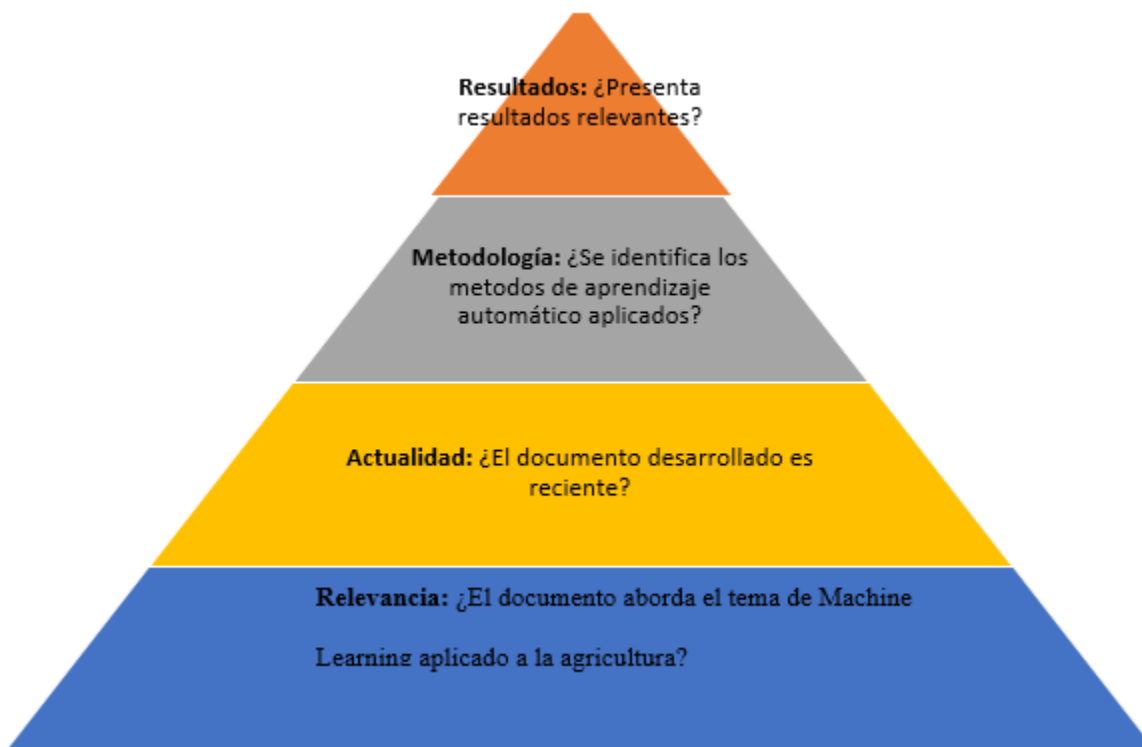 Resultados: ¿Presenta
resultados relevantes?
Metodología: ¿Se identifica los
metodos de aprendizaje
automático aplicados?
Actualidad: ¿El documento desarrollado es
reciente?
Relevancia: ¿El documento aborda el tema de Machine
Learning aplicado a la agricultura?